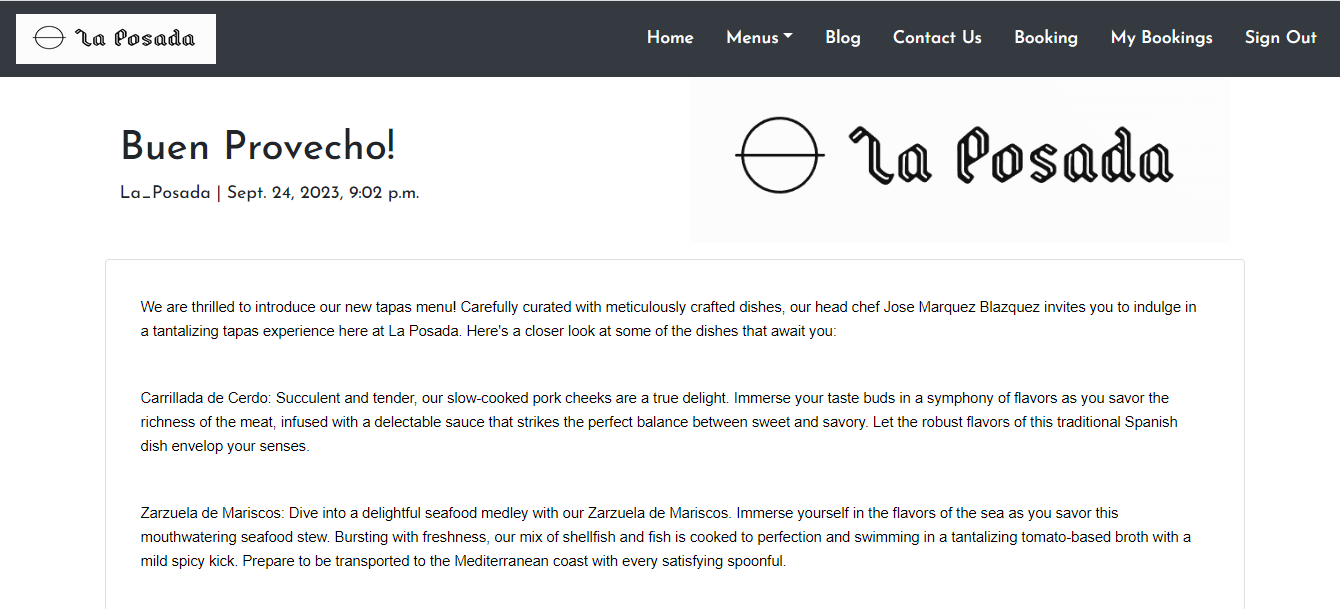 La Posada
Home Menus Blog Contact Us Booking My Bookings Sign Out
Buen Provecho!
La_Posada | Sept. 24, 2023, 9:02 p.m.
La Posada
We are thrilled to introduce our new tapas menu! Carefully curated with meticulously crafted dishes, our head chef Jose Marquez Blazquez invites you to indulge in
a tantalizing tapas experience here at La Posada. Here's a closer look at some of the dishes that await you:
Carrillada de Cerdo: Succulent and tender, our slow-cooked pork cheeks are a true delight. Immerse your taste buds in a symphony of flavors as you savor the
richness of the meat, infused with a delectable sauce that strikes the perfect balance between sweet and savory. Let the robust flavors of this traditional Spanish
dish envelop your senses.
Zarzuela de Mariscos: Dive into a delightful seafood medley with our Zarzuela de Mariscos. Immerse yourself in the flavors of the sea as you savor this
mouthwatering seafood stew. Bursting with freshness, our mix of shellfish and fish is cooked to perfection and swimming in a tantalizing tomato-based broth with a
mild spicy kick. Prepare to be transported to the Mediterranean coast with every satisfying spoonful.